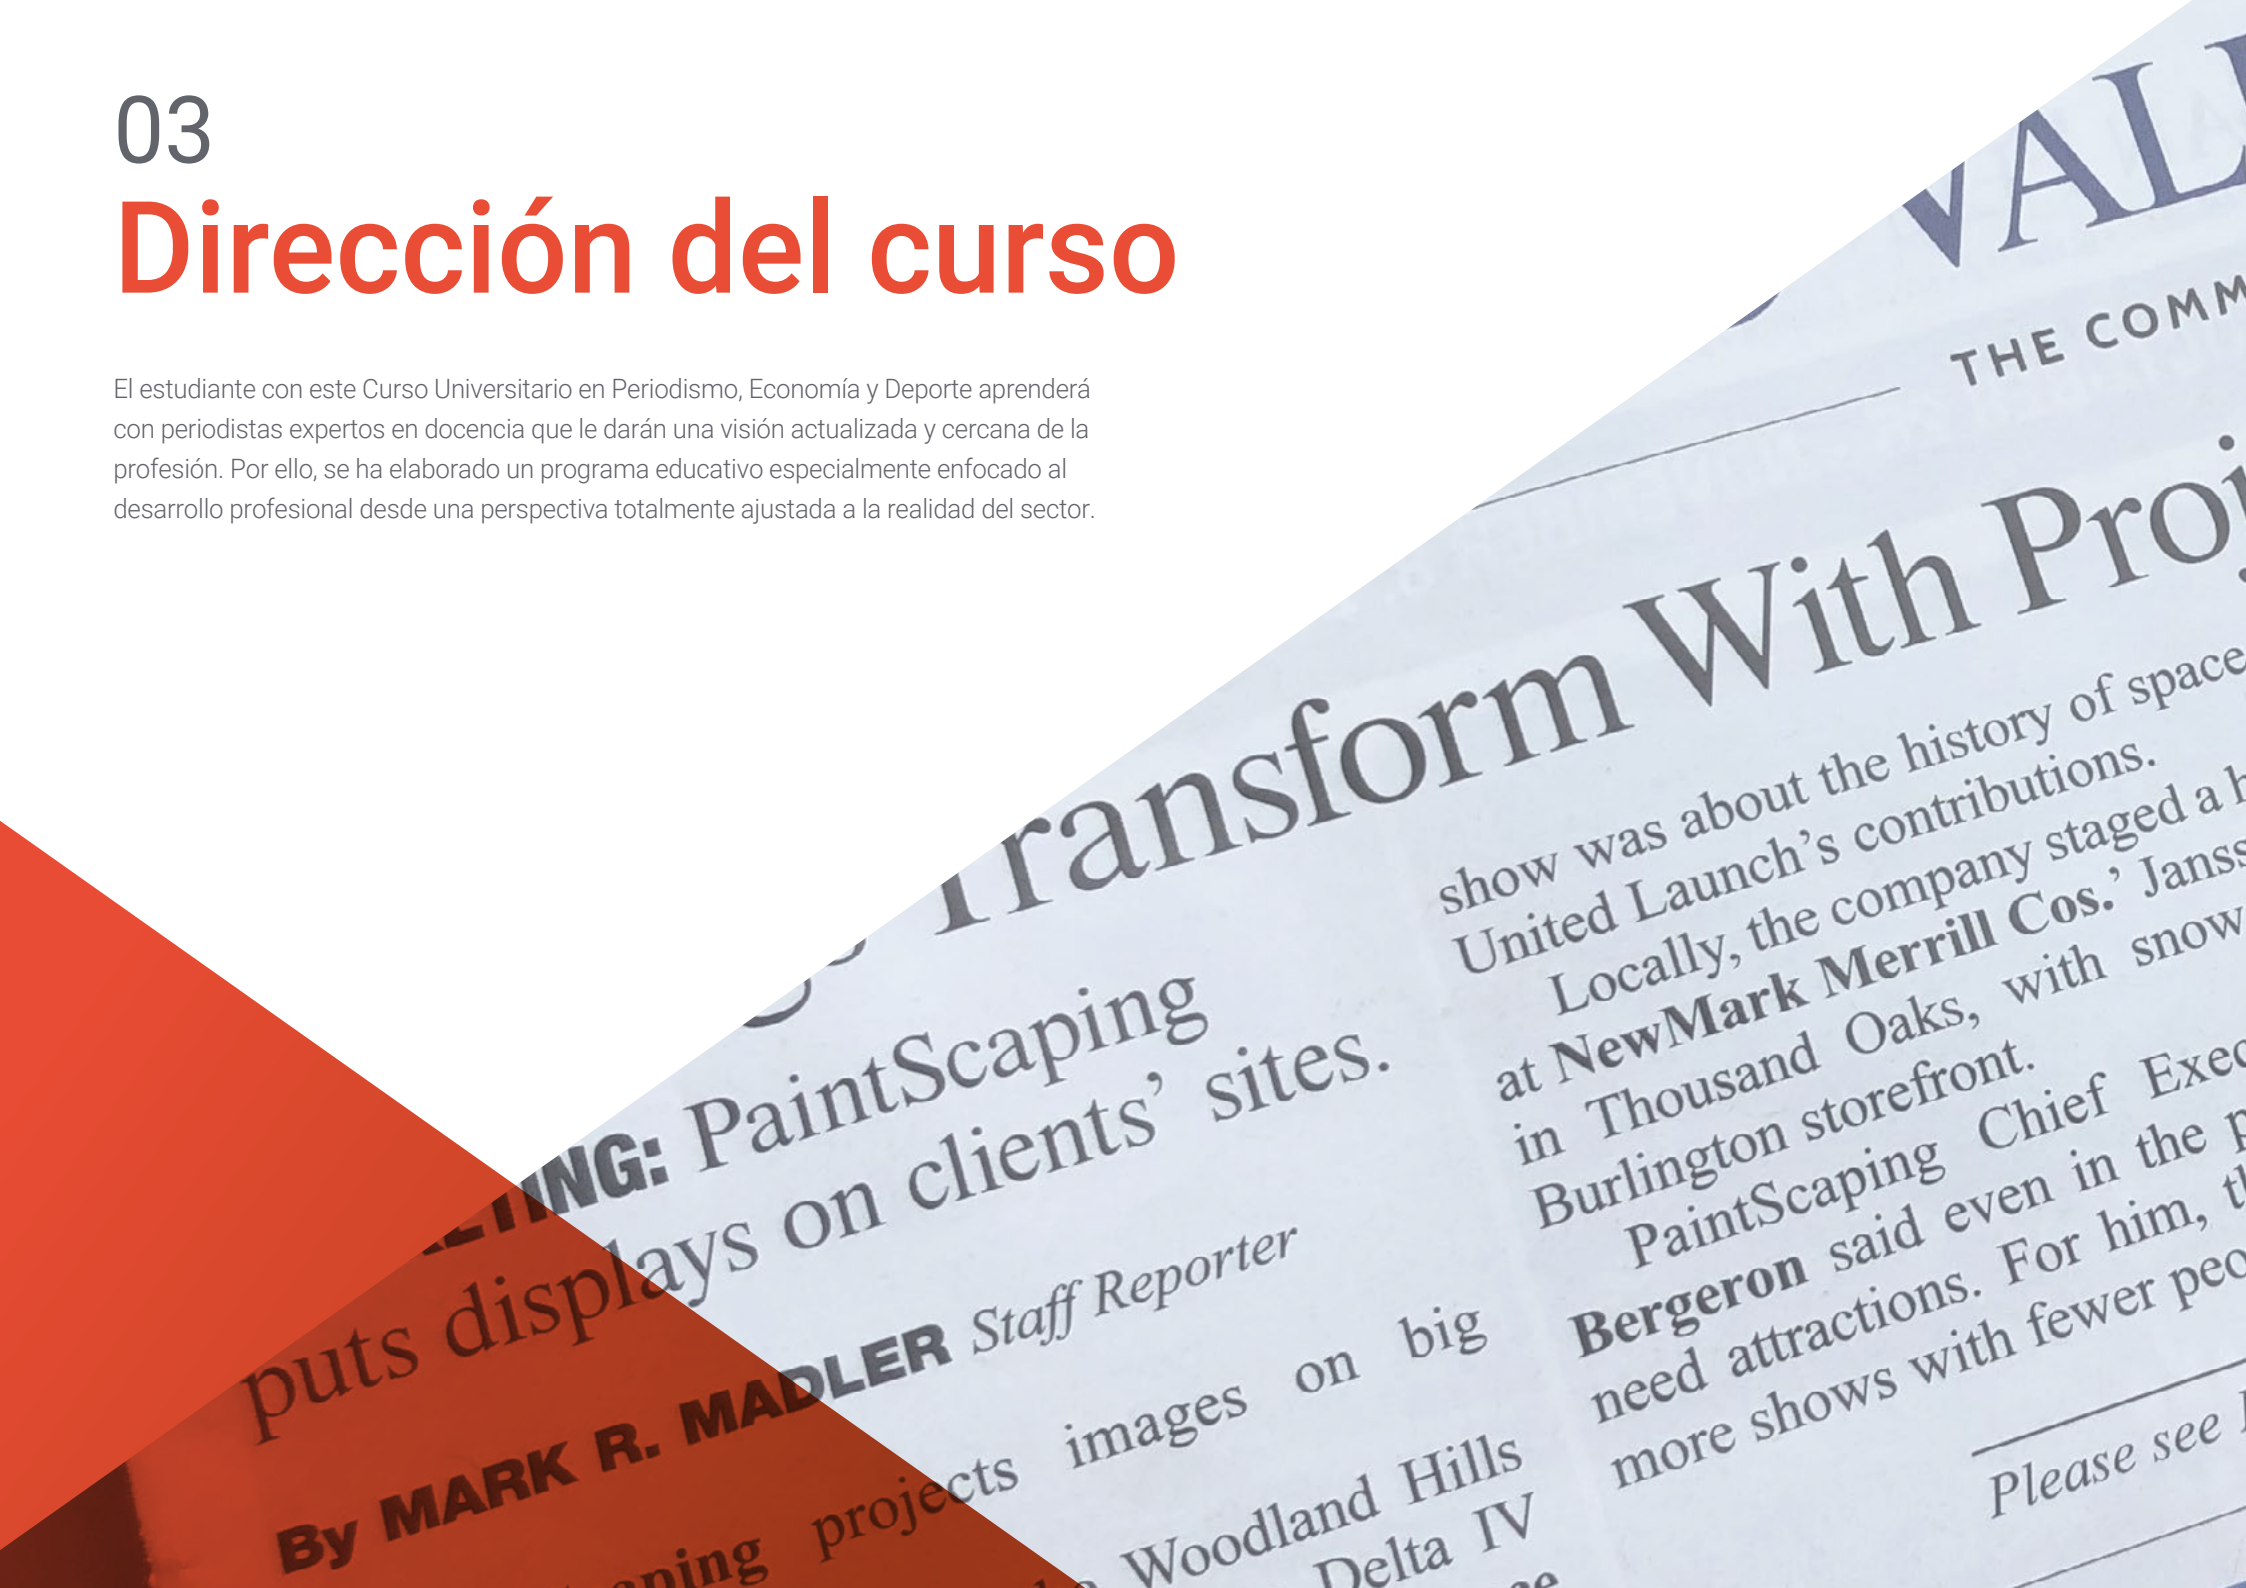 03
Dirección del curso
El estudiante con este Curso Universitario en Periodismo, Economía y Deporte aprenderá
con periodistas expertos en docencia que le darán una visión actualizada y cercana de la
profesión. Por ello, se ha elaborado un programa educativo especialmente enfocado al
desarrollo profesional desde una perspectiva totalmente ajustada a la realidad del sector.
THE
Transform With
PaintScaping
puts displays on clients’ sites.
By MARK R. MADLER Staff Reporter
projects images on big
Woodland Hills
Delta IV
show was about the history of space
United Launch’s contributions.
Locally, the company staged a
at NewMark Merrill Cos.’
in Thousand Oaks, with snow
Burlington storefront.
PaintScaping Chief
Bergeron said even in the
need attractions. For him,
more shows with fewer
Please see